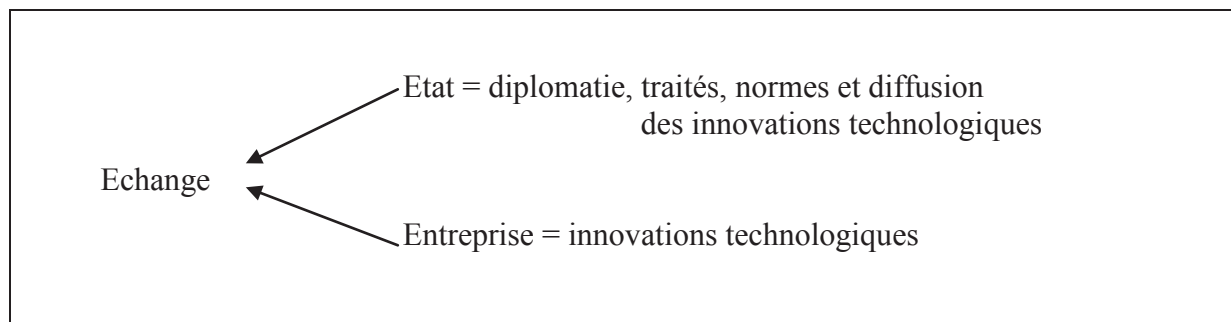 Etat = diplomatie, traités, normes et diffusion
des innovations technologiques
Echange
Entreprise = innovations technologiques